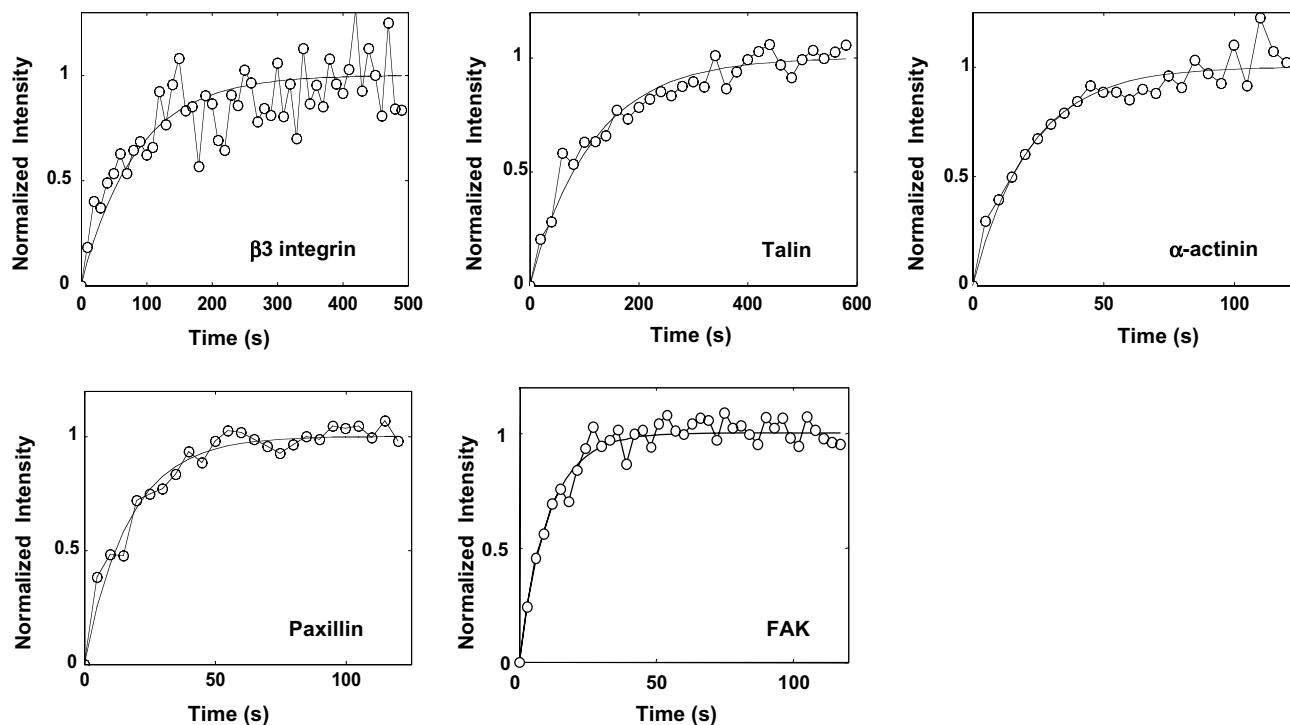 Normalized Intensity
1
0.5
0
β3 integrin
0 100 200 300 400 500
Time (s)
Normalized Intensity
1
0.5
0
Talin
0 200 400 600
Time (s)
Normalized Intensity
1
0.5
0
α-actinin
0 50 100
Time (s)
Normalized Intensity
1
0.5
0
Paxillin
0 50 100
Time (s)
Normalized Intensity
1
0.5
0
FAK
0 50 100
Time (s)